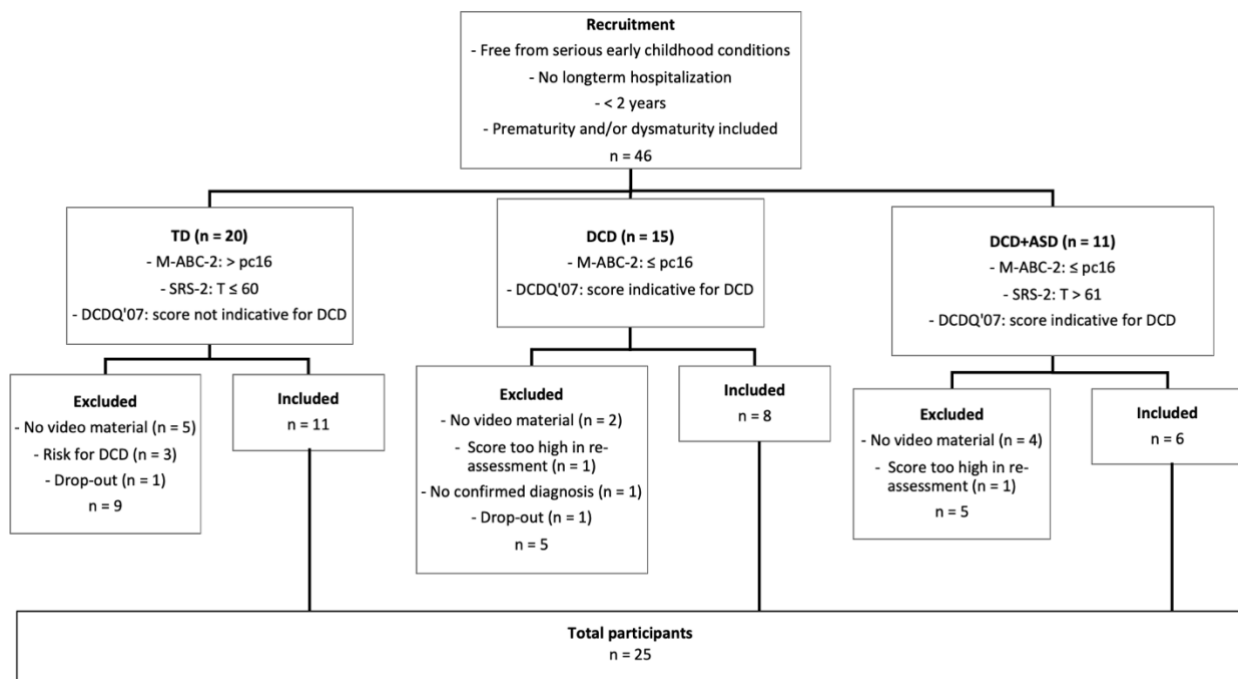 Recruitment
- Free from serious early childhood conditions
- No longterm hospitalization
- < 2 years
- Prematurity and/or dysmaturity included
n = 46
TD (n = 20)
- M-ABC-2: > pc16
- SRS-2: T ≤ 60
- DCDQ'07: score not indicative for DCD
DCD (n = 15)
- M-ABC-2: ≤ pc16
- DCDQ'07: score indicative for DCD
DCD+ASD (n = 11)
- M-ABC-2: ≤ pc16
- SRS-2: T > 61
- DCDQ'07: score indicative for DCD
Excluded
- No video material (n = 5)
- Risk for DCD (n = 3)
- Drop-out (n = 1)
n = 9
Included
n = 11
Excluded
- No video material (n = 2)
- Score too high in re-
assessment (n = 1)
- No confirmed diagnosis (n = 1)
- Drop-out (n = 1)
n = 5
Included
n = 8
Excluded
- No video material (n = 4)
- Score too high in re-
assessment (n = 1)
n = 5
Included
n = 6
Total participants
n = 25